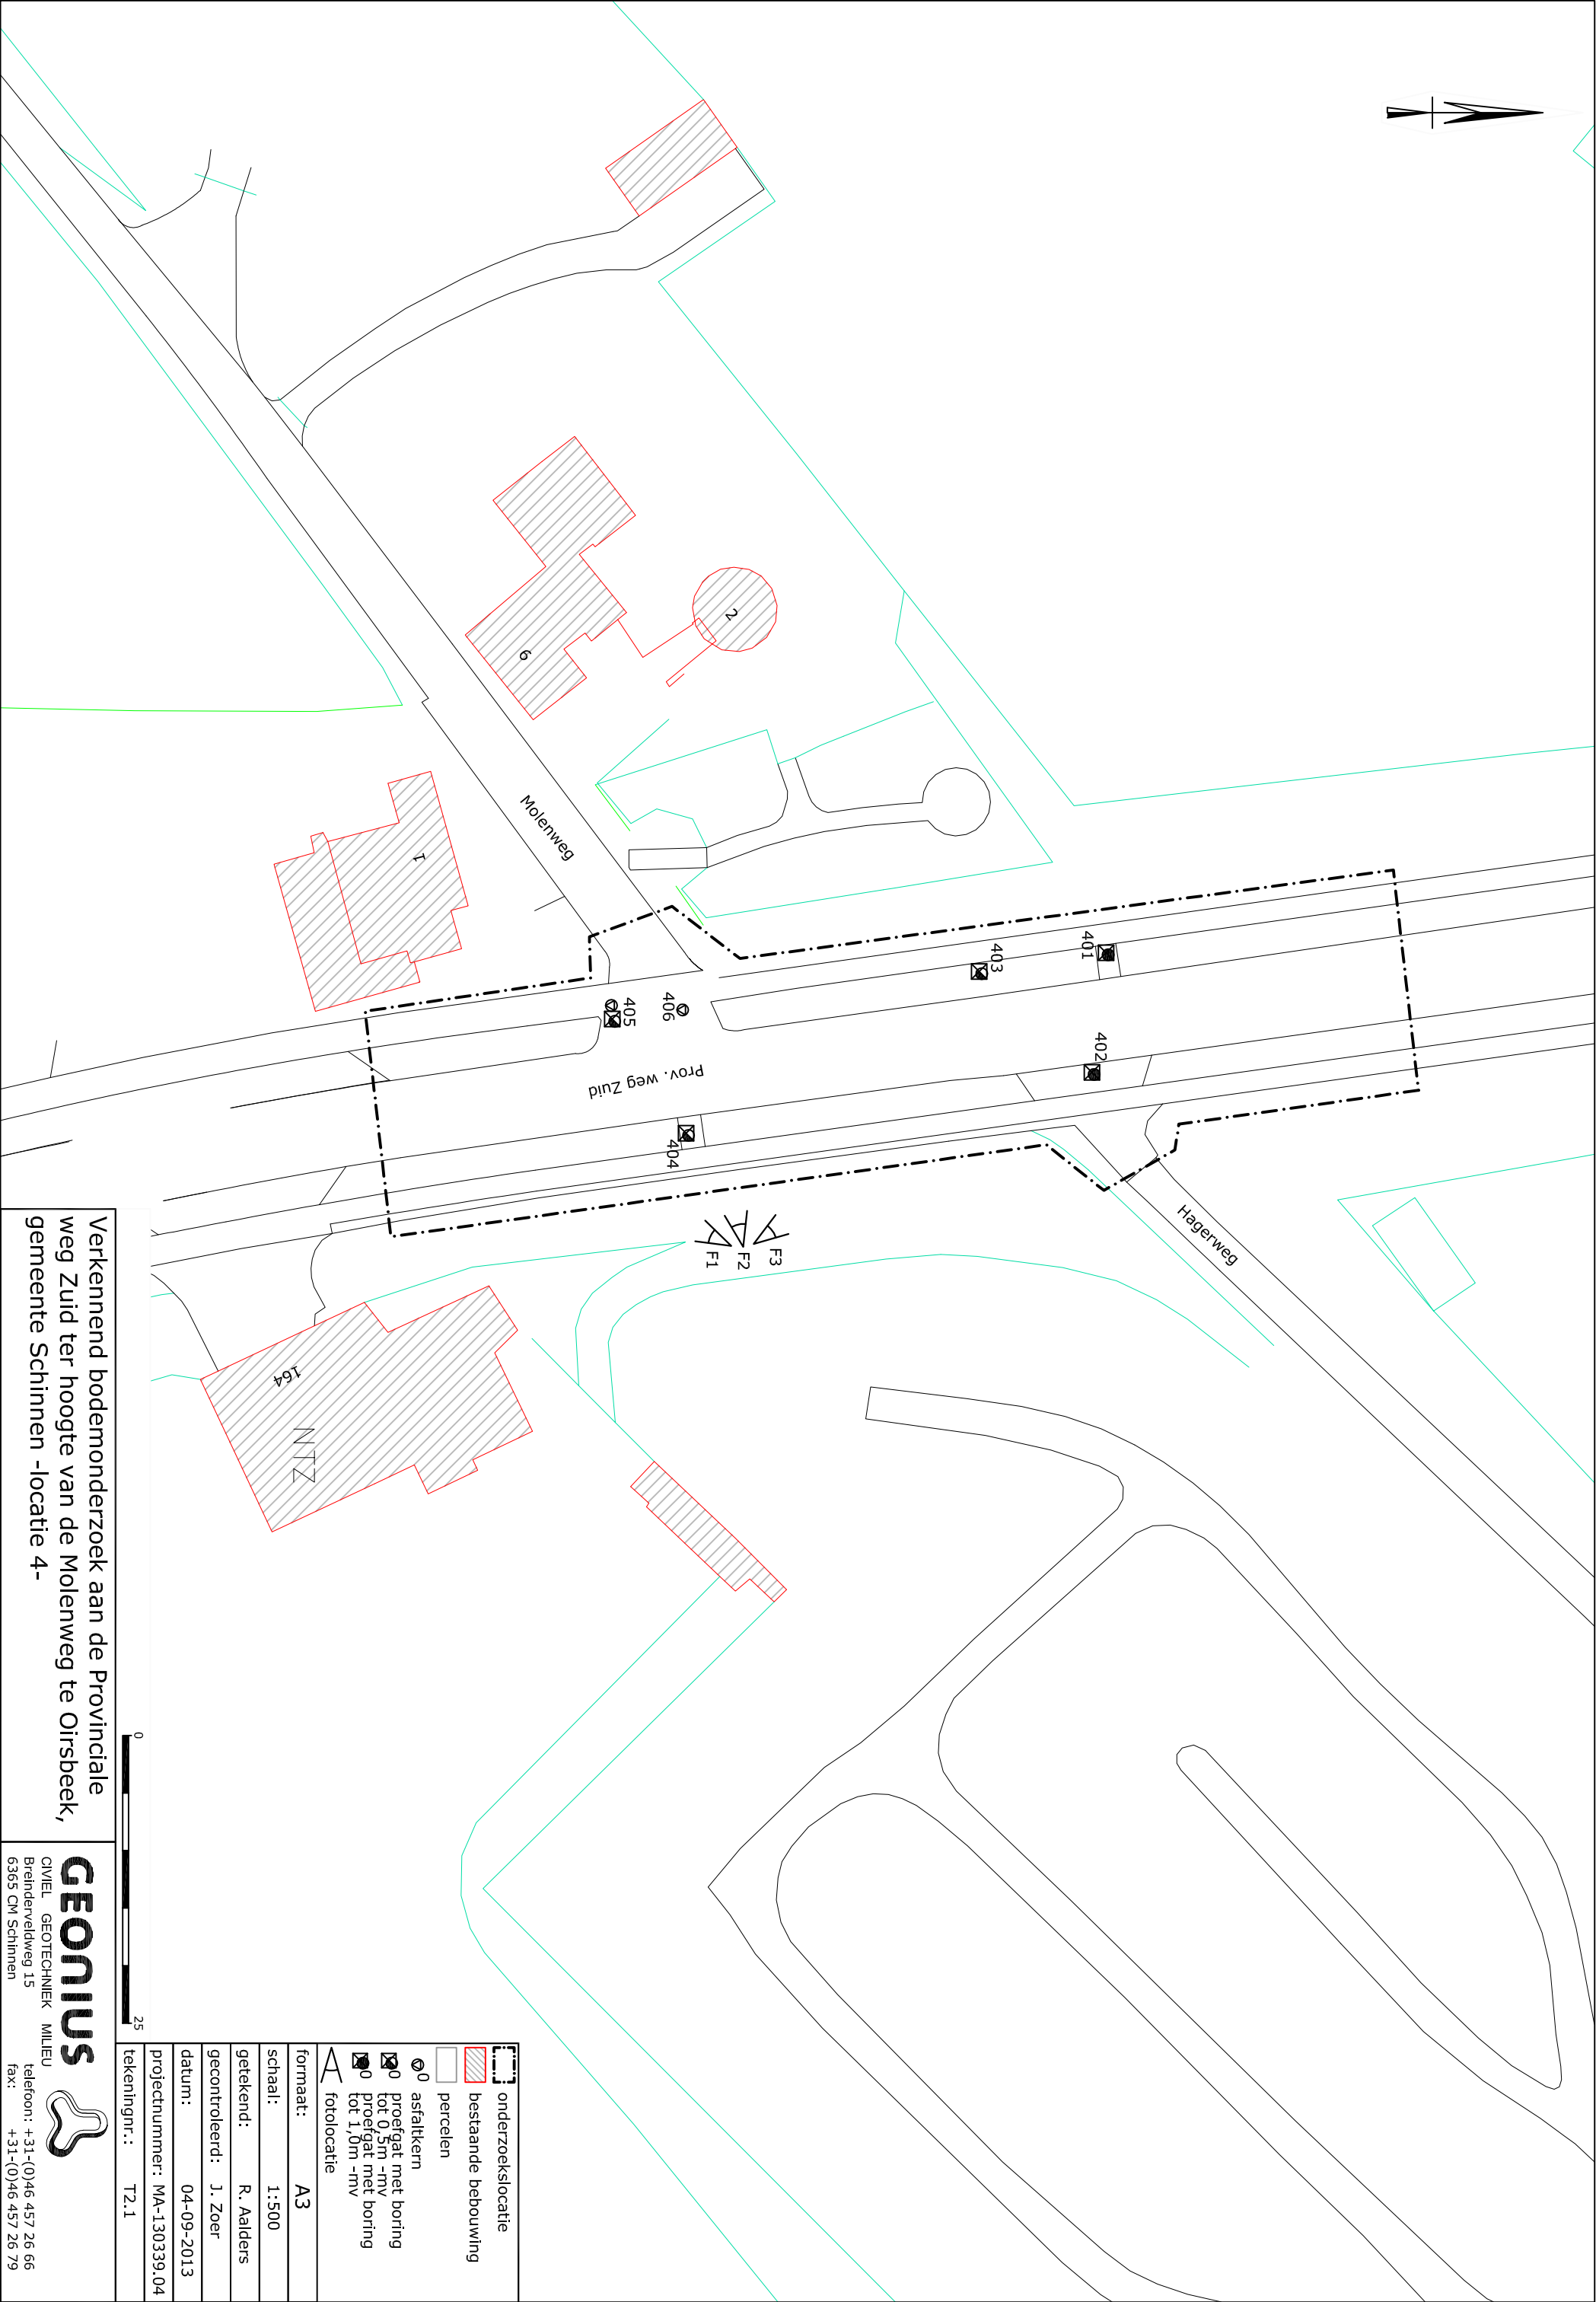 401
403
402
406
405
404
Prov. weg Zuid
Molenweg
Hagerweg
F1
F2
F3
2
6
1
164
NTZ
0
25
onderzoekslocatie
bestaande bebouwing
percelen
0 asfaltkern
0 proefgat met boring
tot 0,5m -mv
0 proefgat met boring
tot 1,0m -mv
fotolocatie
formaat: A3
schaal: 1:500
getekend: R. Aalders
gecontroleerd: J. Zoer
datum: 04-09-2013
projectnummer: MA-130339.04
tekeningnr.: T2.1
Verkennend bodemonderzoek aan de Provinciale
weg Zuid ter hoogte van de Molenweg te Oirsbeek,
gemeente Schinnen -locatie 4-
GEONIUS
CIVIEL GEOTECHNIEK MILIEU
Breinderveldweg 15 telefoon: +31-(0)46 457 26 66
6365 CM Schinnen fax: +31-(0)46 457 26 79